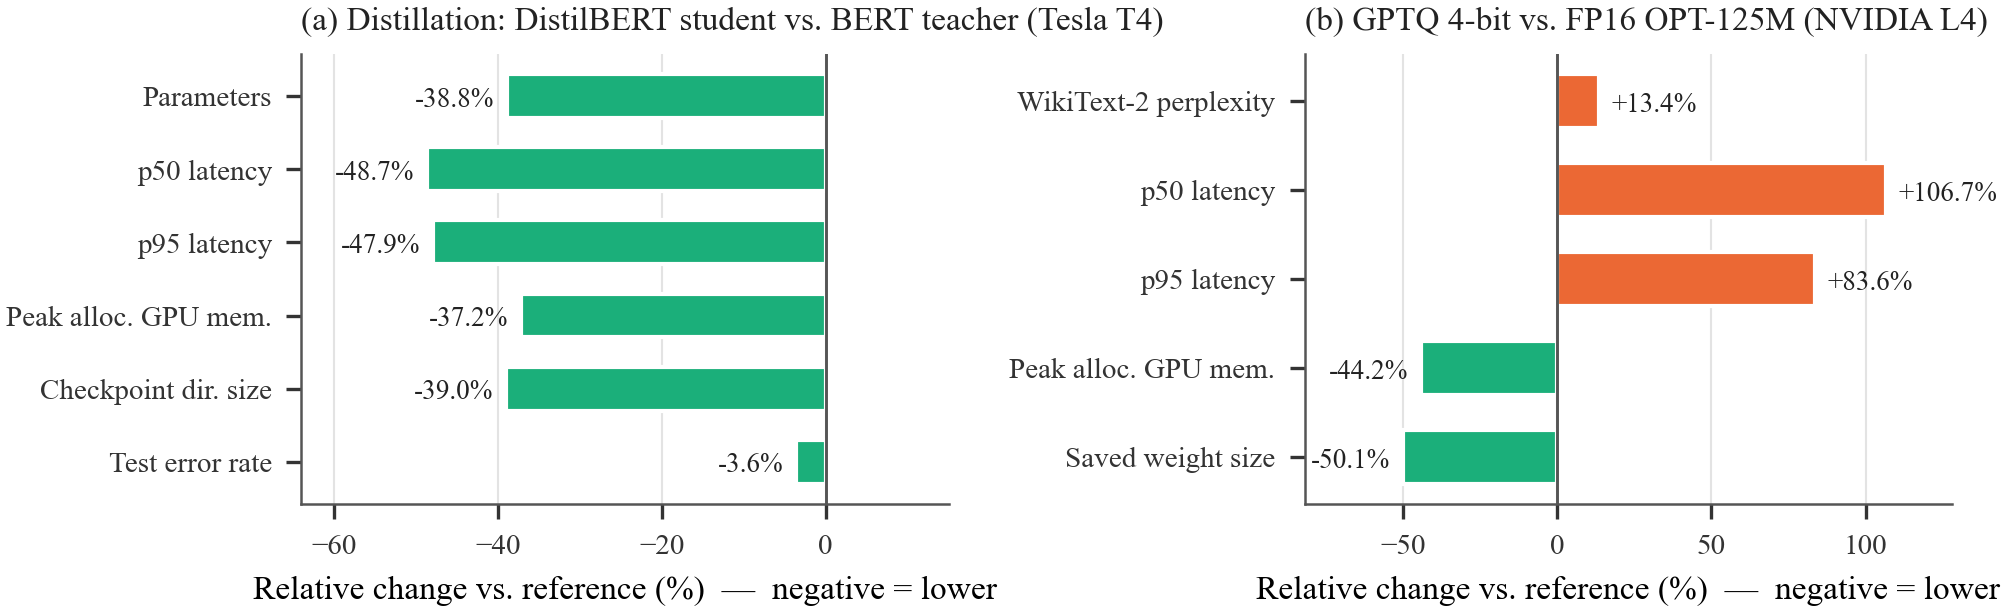 (a) Distillation: DistilBERT student vs. BERT teacher (Tesla T4)
Parameters
-38.8%
p50 latency
-48.7%
p95 latency
-47.9%
Peak alloc. GPU mem.
-37.2%
Checkpoint dir. size
-39.0%
Test error rate
-3.6%
−60 −40 −20 0
Relative change vs. reference (%) — negative = lower
(b) GPTQ 4-bit vs. FP16 OPT-125M (NVIDIA L4)
WikiText-2 perplexity
+13.4%
p50 latency
+106.7%
p95 latency
+83.6%
Peak alloc. GPU mem.
-44.2%
Saved weight size
-50.1%
−50 0 50 100
Relative change vs. reference (%) — negative = lower